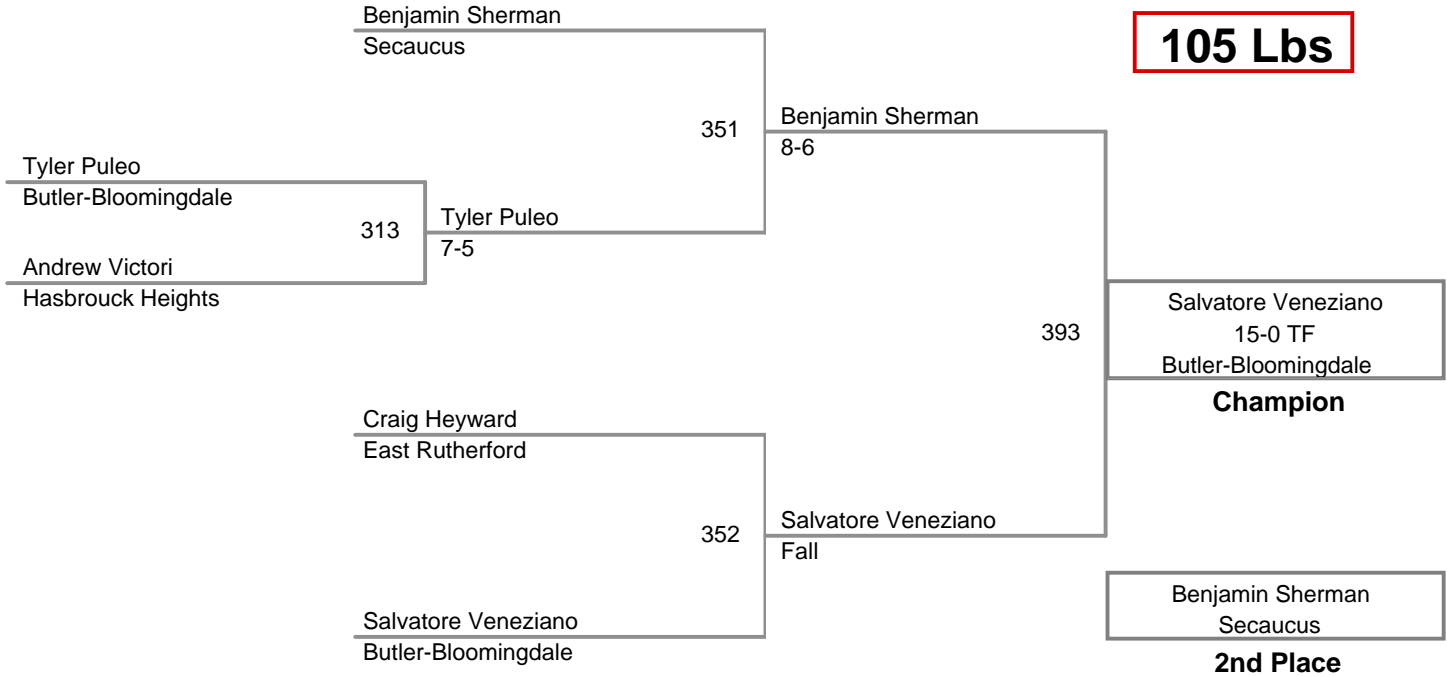 Benjamin Sherman
Secaucus
105 Lbs
351
Benjamin Sherman
8-6
Tyler Puleo
Butler-Bloomingdale
313
Tyler Puleo
7-5
Andrew Victori
Hasbrouck Heights
393
Salvatore Veneziano
15-0 TF
Butler-Bloomingdale
Champion
Craig Heyward
East Rutherford
352
Salvatore Veneziano
Fall
Salvatore Veneziano
Butler-Bloomingdale
Benjamin Sherman
Secaucus
2nd Place